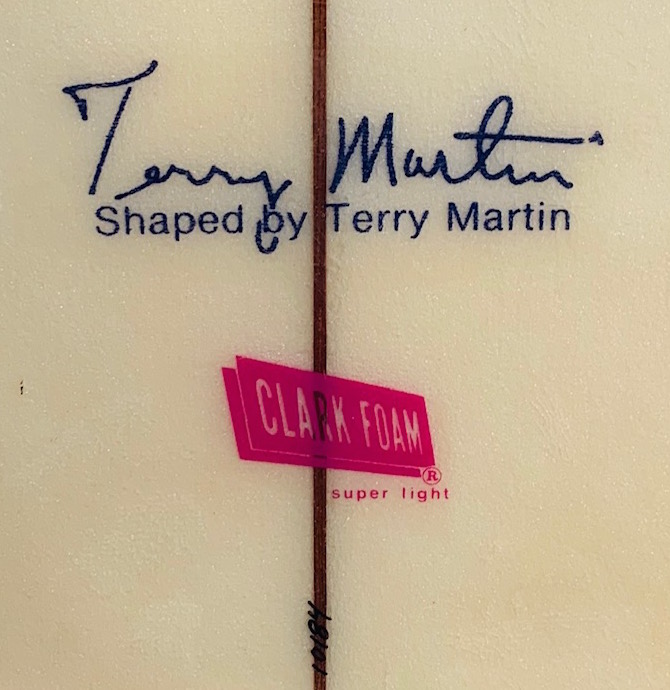 Terry Martin
Shaped by Terry Martin
CLARK FOAM
®
super light